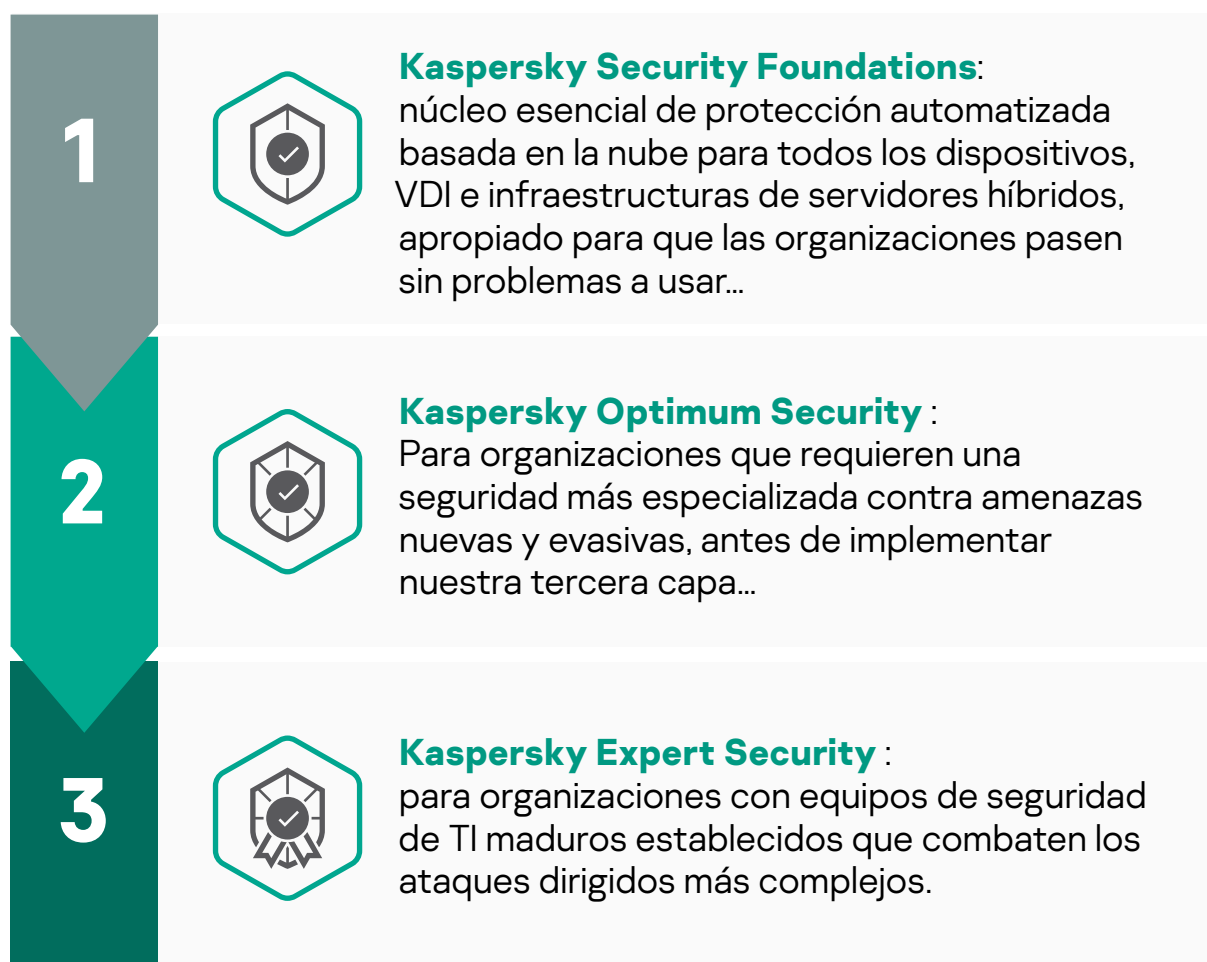 1
Kaspersky Security Foundations:
núcleo esencial de protección automatizada
basada en la nube para todos los dispositivos,
VDI e infraestructuras de servidores híbridos,
apropiado para que las organizaciones pasen
sin problemas a usar...
2
Kaspersky Optimum Security :
Para organizaciones que requieren una
seguridad más especializada contra amenazas
nuevas y evasivas, antes de implementar
nuestra tercera capa...
3
Kaspersky Expert Security :
para organizaciones con equipos de seguridad
de TI maduros establecidos que combaten los
ataques dirigidos más complejos.